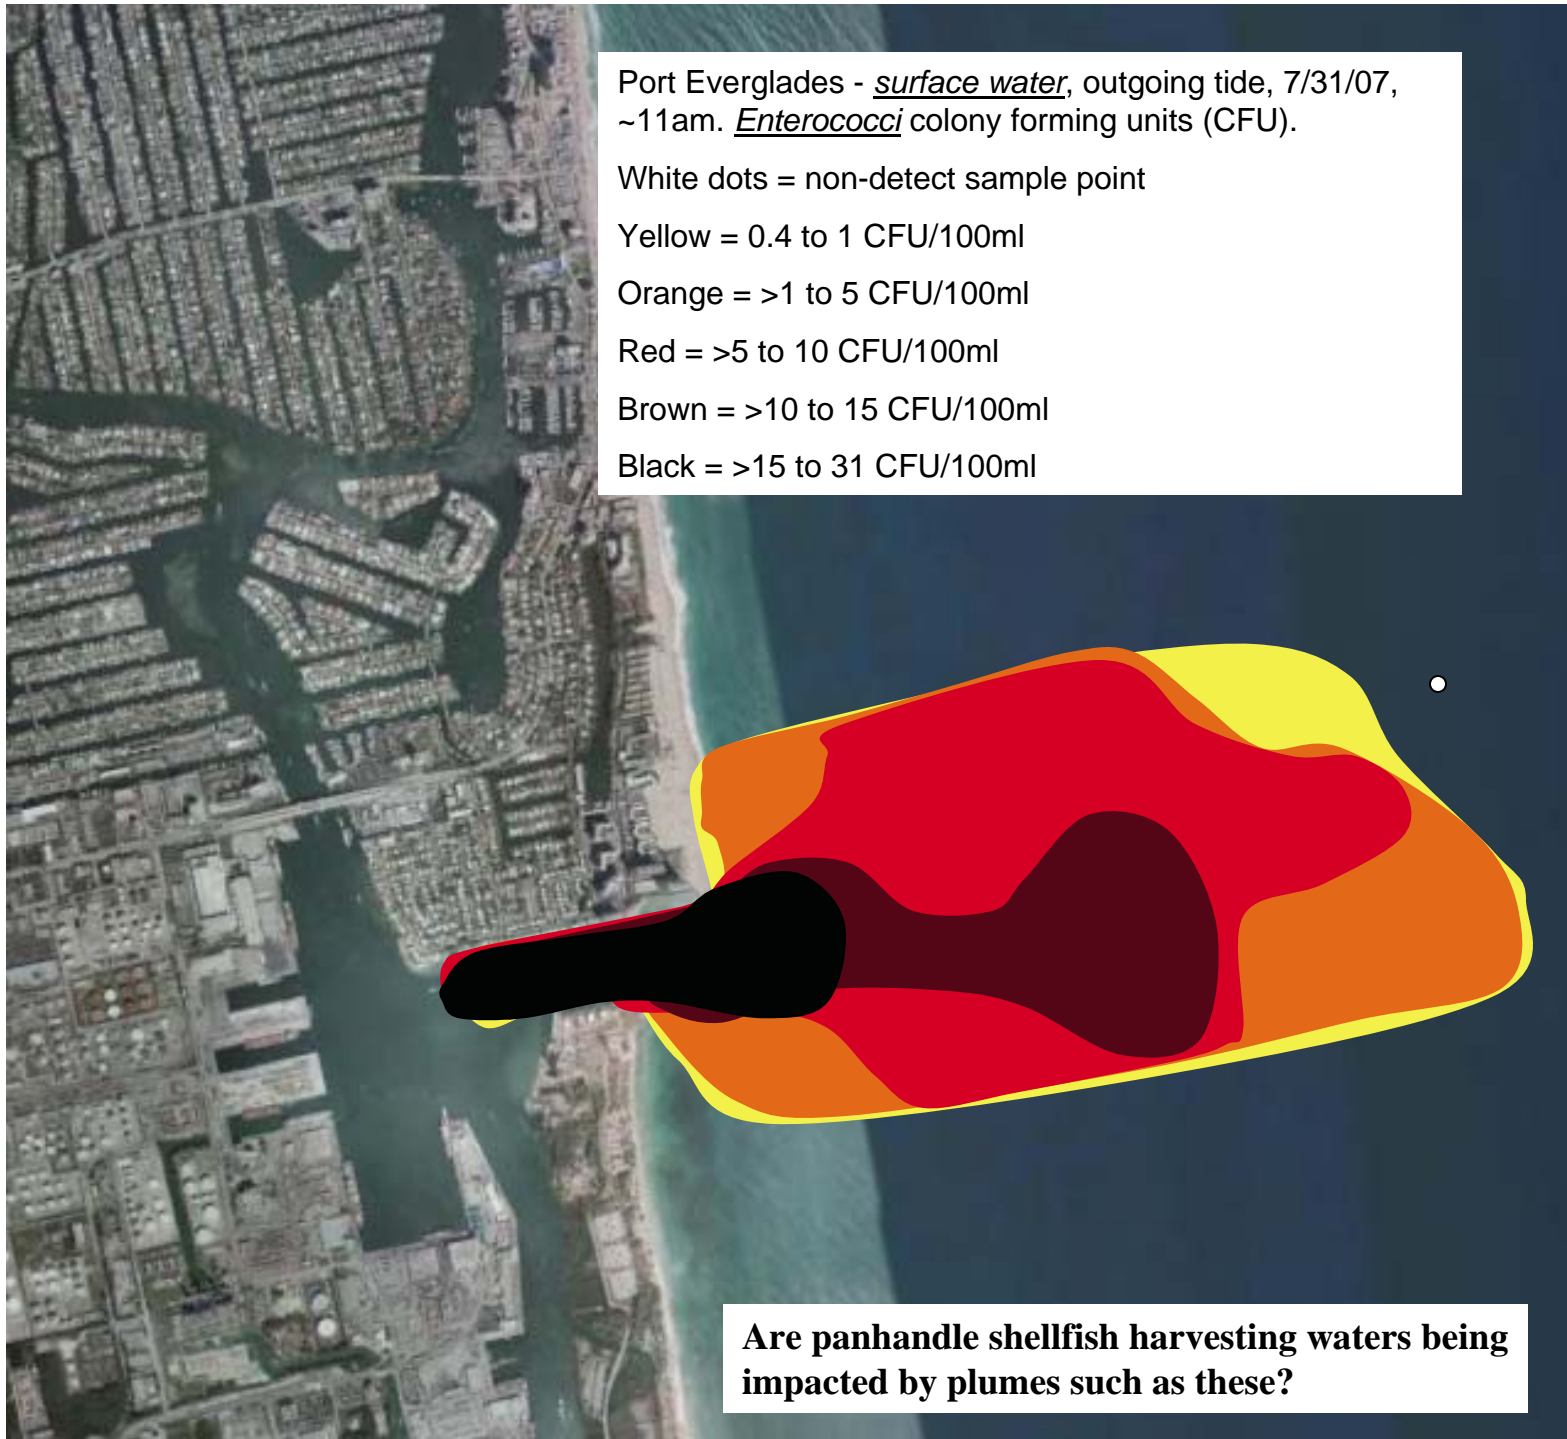 Port Everglades - surface water, outgoing tide, 7/31/07,
~11am. Enterococci colony forming units (CFU).
White dots = non-detect sample point
Yellow = 0.4 to 1 CFU/100ml
Orange = >1 to 5 CFU/100ml
Red = >5 to 10 CFU/100ml
Brown = >10 to 15 CFU/100ml
Black = >15 to 31 CFU/100ml
Are panhandle shellfish harvesting waters being
impacted by plumes such as these?